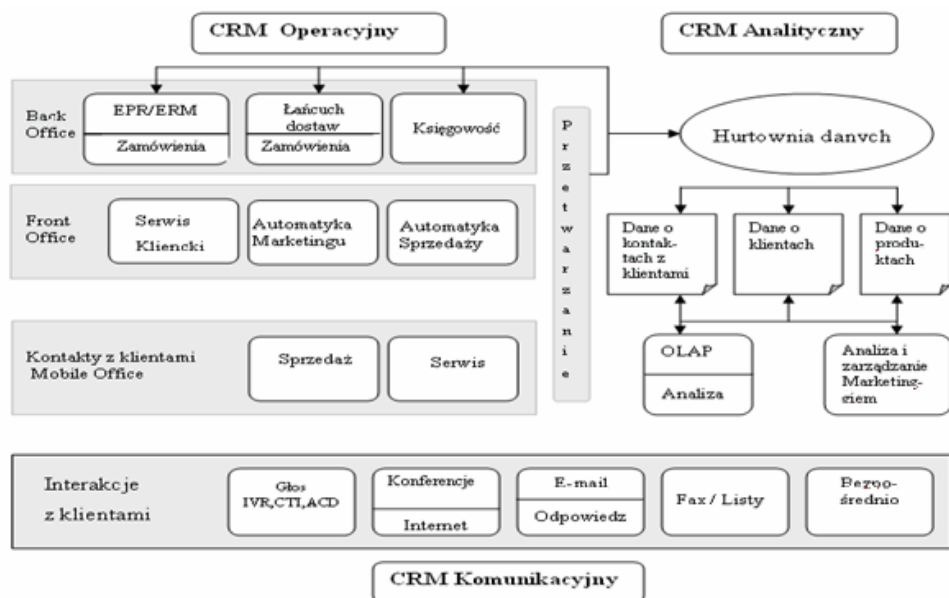 CRM Operacyjny
CRM Analityczny
Back
Office
EPR/ERM
Zamówienia
Łańcuch
dostaw
Zamówienia
Księgowość
Przetwarzanie
Hurtownia danych
Front
Office
Serwis
Kliencki
Automatyka
Marketingu
Automatyka
Sprzedaży
Dane o
kontak-
tach z
klientami
Dane o
klientach
Dane o
produ-
ktach
Kontakty z klientami
Mobile Office
Sprzedaż
Serwis
OLAP
Analiza
Analiza i
zarządzanie
Marketing-
giem
Interakcje
z klientami
Głos
IVR,CTI,ACD
Konferencje
Internet
E-mail
Odpowiedz
Fax / Listy
Bezpo-
średnio
CRM Komunikacyjny